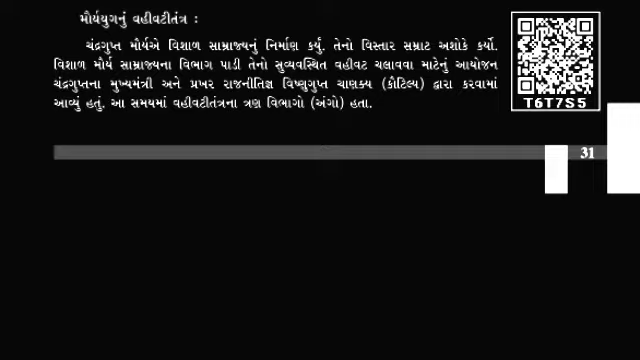 મૌર્યયુગનું વહીવટીતંત્ર :
ચંદ્રગુપ્ત મૌર્યએ વિશાળ સામ્રાજ્યનું નિર્માણ કર્યું. તેનો વિસ્તાર સમ્રાટ અશોકે કર્યો.
વિશાળ મૌર્ય સામ્રાજ્યના વિભાગ પાડી તેનો સુવ્યવસ્થિત વહીવટ ચલાવવા માટેનું આયોજન
ચંદ્રગુપ્તના મુખ્યમંત્રી અને પ્રખર રાજનીતિજ્ઞ વિષ્ણુગુપ્ત ચાણક્ય (કૌટિલ્ય) દ્વારા કરવામાં
આવ્યું હતું. આ સમયમાં વહીવટીતંત્રના ત્રણ વિભાગો (અંગો) હતા.
T6T7S5
31